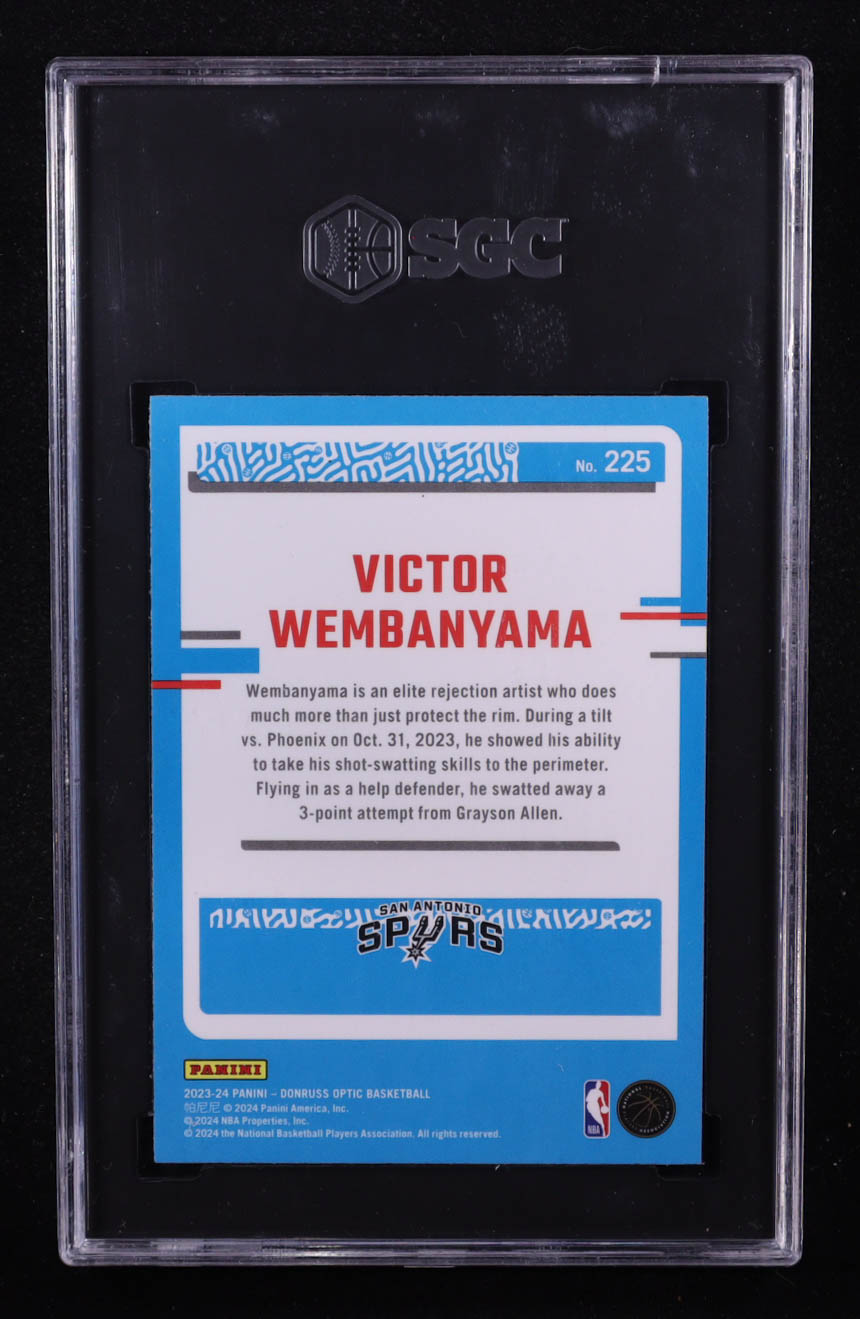 SGC
No. 225
VICTOR
WEMBANYAMA
Wembanyama is an elite rejection artist who does
much more than just protect the rim. During a tilt
vs. Phoenix on Oct. 31, 2023, he showed his ability
to take his shot-swatting skills to the perimeter.
Flying in as a help defender, he swatted away a
3-point attempt from Grayson Allen.
SAN ANTONIO
SPURS
PANINI
2023-24 PANINI – DONRUSS OPTIC BASKETBALL
帕尼尼 © 2024 Panini America, Inc.
© 2024 NBA Properties, Inc.
© 2024 the National Basketball Players Association. All rights reserved.
NBA